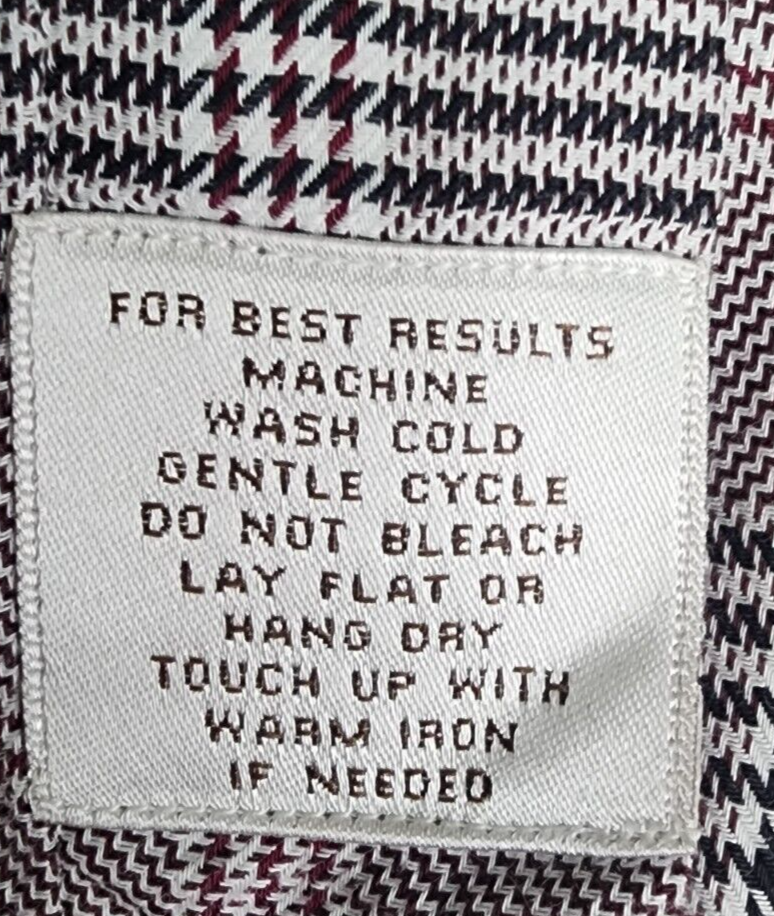 FOR BEST RESULTS
MACHINE
WASH COLD
GENTLE CYCLE
DO NOT BLEACH
LAY FLAT OR
HANG DRY
TOUCH UP WITH
WARM IRON
IF NEEDED